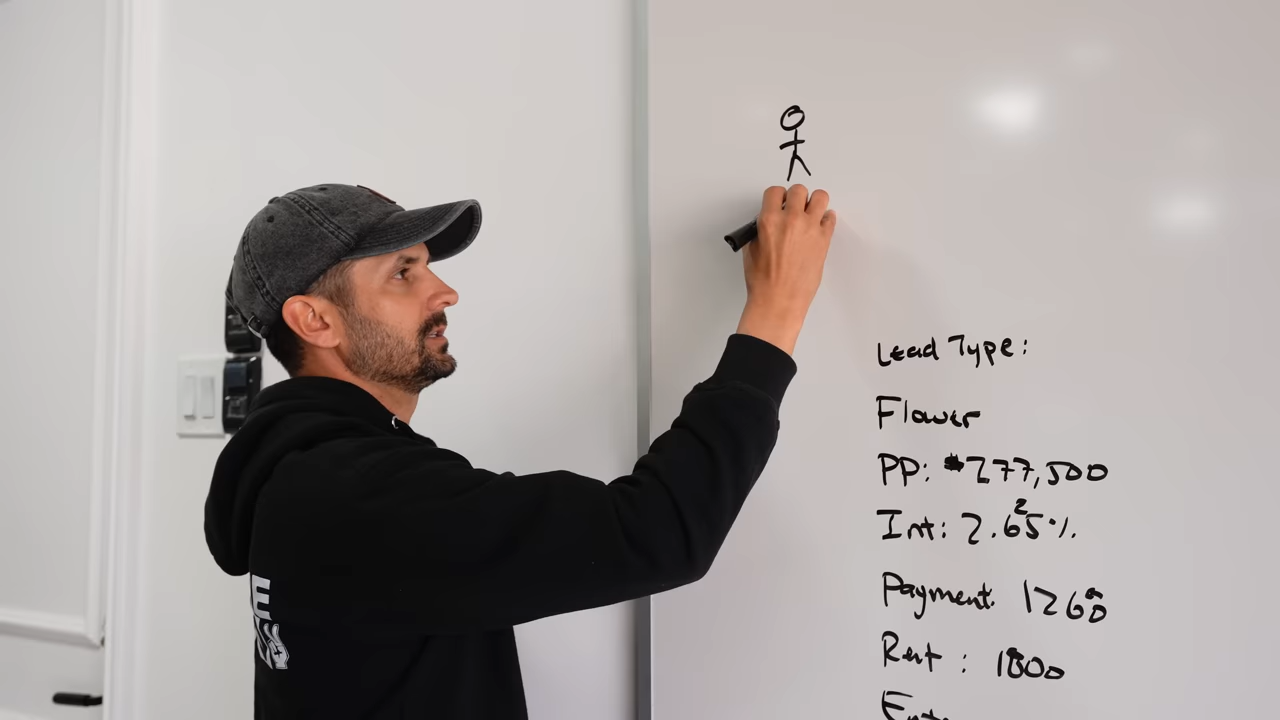 Lead Type:
Flower
PP: $277,500
Int: 2.625%
Payment. 1260
Rent : 1800